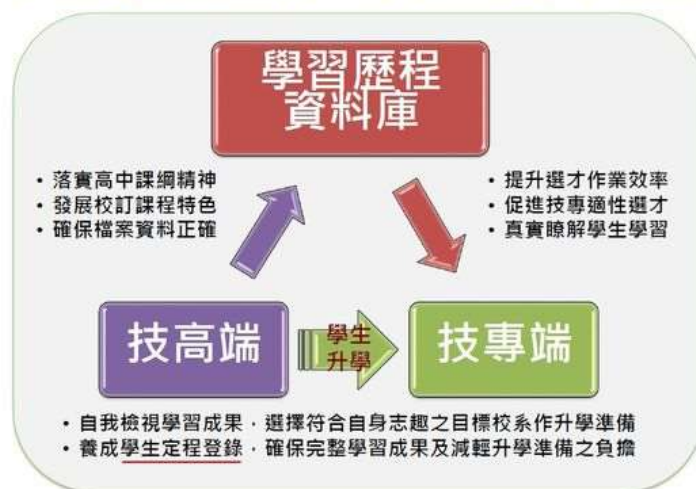 學習歷程
資料庫
• 落實高中課綱精神
• 發展校訂課程特色
• 確保檔案資料正確
• 提升選才作業效率
• 促進技專適性選才
• 真實瞭解學生學習
技高端
學生
升學
技專端
• 自我檢視學習成果，選擇符合自身志趣之目標校系作升學準備
• 養成學生定程登錄，確保完整學習成果及減輕升學準備之負擔